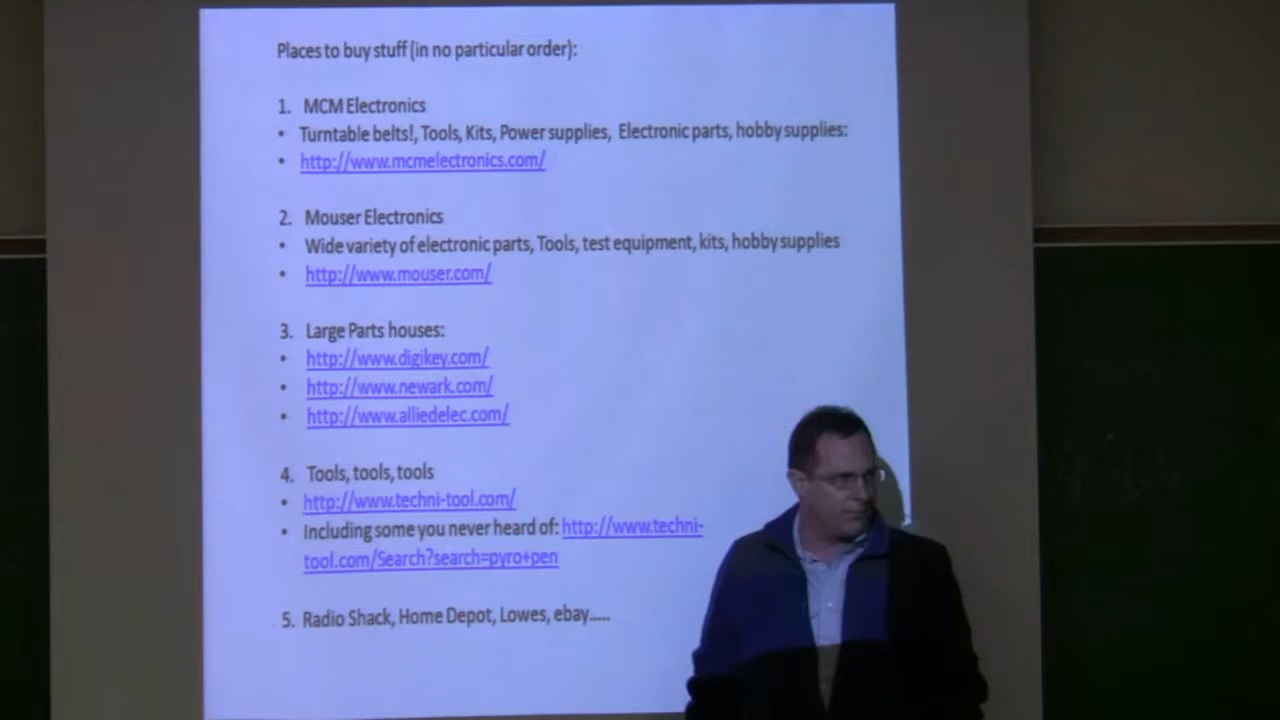 Places to buy stuff (in no particular order):
1. MCM Electronics
• Turntable belts!, Tools, Kits, Power supplies, Electronic parts, hobby supplies:
• http://www.mcmelectronics.com/
2. Mouser Electronics
• Wide variety of electronic parts, Tools, test equipment, kits, hobby supplies
• http://www.mouser.com/
3. Large Parts houses:
• http://www.digikey.com/
• http://www.newark.com/
• http://www.alliedelec.com/
4. Tools, tools, tools
• http://www.techni-tool.com/
• Including some you never heard of: http://www.techni-
tool.com/Search?search=pyro+pen
5. Radio Shack, Home Depot, Lowes, ebay.....